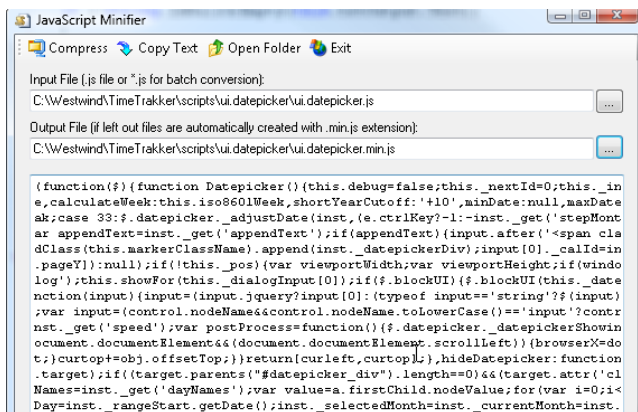 JavaScript Minifier
Compress Copy Text Open Folder Exit
Input File (.js file or *.js for batch conversion):
C:\Westwind\TimeTrakker\scripts\ui.datepicker\ui.datepicker.js
...
Output File (if left out files are automatically created with .min.js extension):
C:\Westwind\TimeTrakker\scripts\ui.datepicker\ui.datepicker.min.js
...
(function($){function Datepicker(){this.debug=false;this._nextId=0;this._in
e,calculateWeek:this.iso8601Week,shortYearCutoff:'+10',minDate:null,maxDate
ak;case 33:$.datepicker._adjustDate(inst,(e.ctrlKey?-1:-inst._get('stepMont
ar appendText=inst._get('appendText');if(appendText){input.after('<span cla
dClass(this.markerClassName).append(inst._datepickerDiv);input[0]._calId=in
.pageY]):null);if(!this._pos){var viewportWidth;var viewportHeight;if(windo
log');this.showFor(this._dialogInput[0]);if($.blockUI){$.blockUI(this._date
nction(input){input=(input.jquery?input[0]:(typeof input=='string'?$(input)
;var input=(control.nodeName&&control.nodeName.toLowerCase()=='input'?contr
nst._get('speed');var postProcess=function(){$.datepicker._datepickerShowin
ocument.documentElement&&(document.documentElement.scrollLeft)){browserX=do
t;}curtop+=obj.offsetTop;}}return[curleft,curtop];},hideDatepicker:function
.target);if((target.parents("#datepicker_div").length==0)&&(target.attr('cl
Names=inst._get('dayNames');var value=a.firstChild.nodeValue;for(var i=0;i<
Day=inst._rangeStart.getDate();inst._selectedMonth=inst._currentMonth=inst.